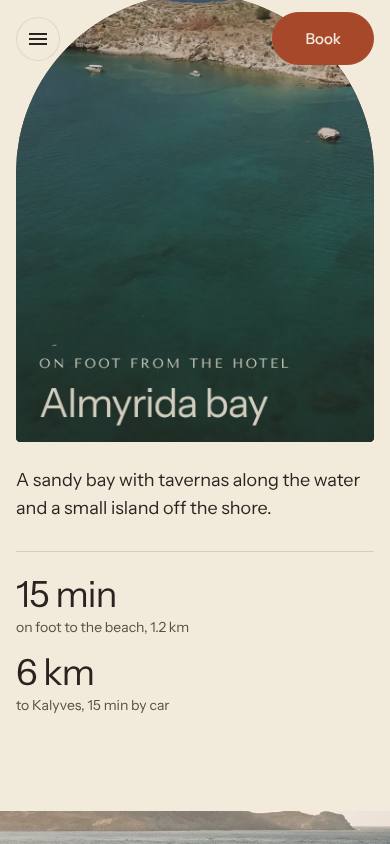 Book
ON FOOT FROM THE HOTEL
Almyrida bay
A sandy bay with tavernas along the water
and a small island off the shore.
15 min
on foot to the beach, 1.2 km
6 km
to Kalyves, 15 min by car